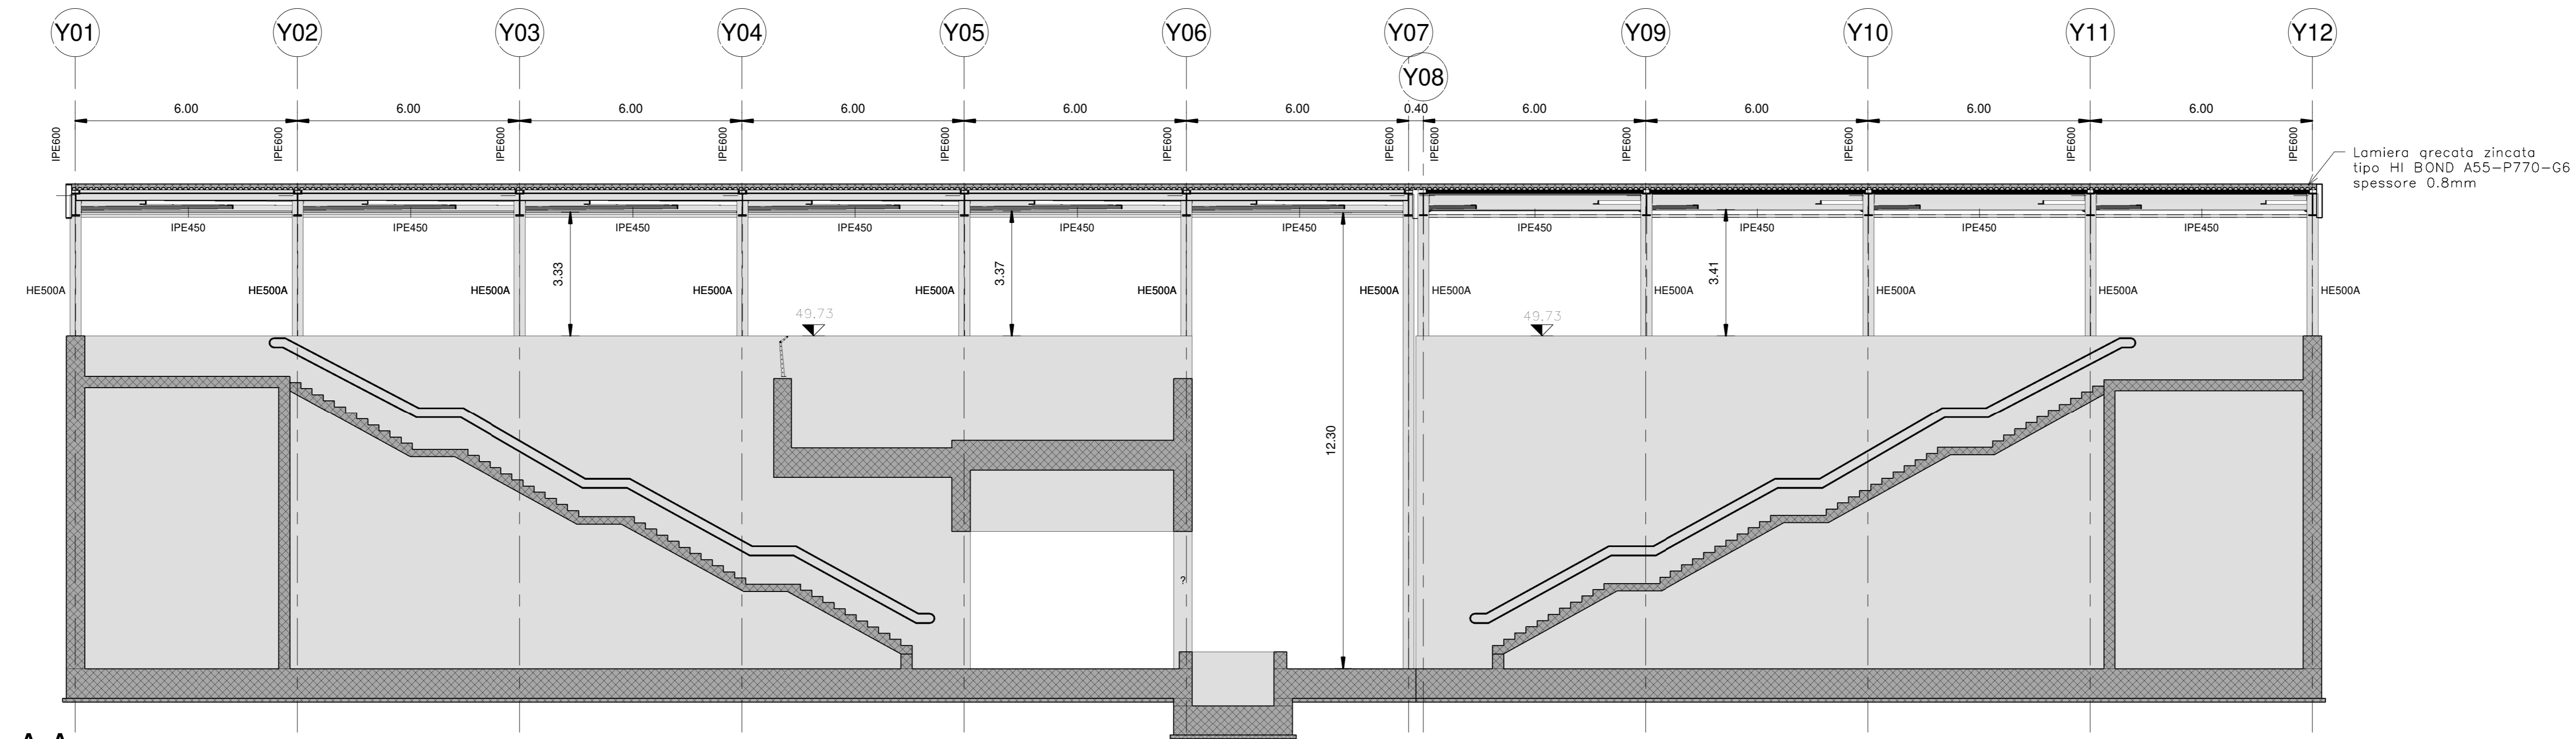 Y01 Y02 Y03 Y04 Y05 Y06 Y07 Y09 Y10 Y11 Y12
Y08
6.00 6.00 6.00 6.00 6.00 6.00 0.40 6.00 6.00 6.00 6.00
IPE600 IPE600 IPE600 IPE600 IPE600 IPE600 IPE600 IPE600 IPE600 IPE600 IPE600 IPE600
Lamiera grecata zincata
tipo HI BOND A55-P770-G6
spessore 0.8mm
IPE450 IPE450 IPE450 IPE450 IPE450 IPE450 IPE450 IPE450 IPE450 IPE450
3.33 3.37 3.41
HE500A HE500A HE500A HE500A HE500A HE500A HE500A HE500A HE500A HE500A HE500A HE500A
49.73 49.73
12.30
?